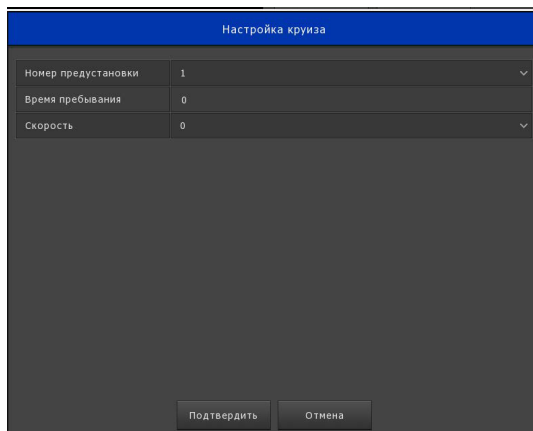 Настройка круиза
Номер предустановки 1
Время пребывания 0
Скорость 0
Подтвердить Отмена